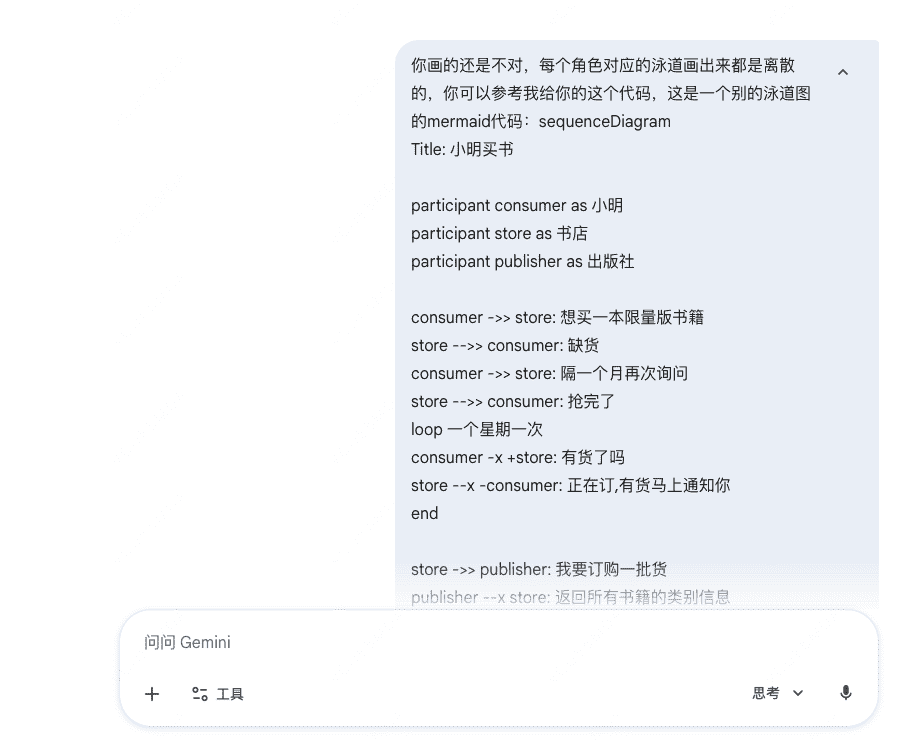 你画的还是不对，每个角色对应的泳道画出来都是离散
的，你可以参考我给你的这个代码，这是一个别的泳道图
的mermaid代码：sequenceDiagram
Title: 小明买书
participant consumer as 小明
participant store as 书店
participant publisher as 出版社
consumer ->> store: 想买一本限量版书籍
store -->> consumer: 缺货
consumer ->> store: 隔一个月再次询问
store -->> consumer: 抢完了
loop 一个星期一次
consumer -x +store: 有货了吗
store --x -consumer: 正在订,有货马上通知你
end
store ->> publisher: 我要订购一批货
publisher --x store: 返回所有书籍的类别信息
问问 Gemini
工具
思考